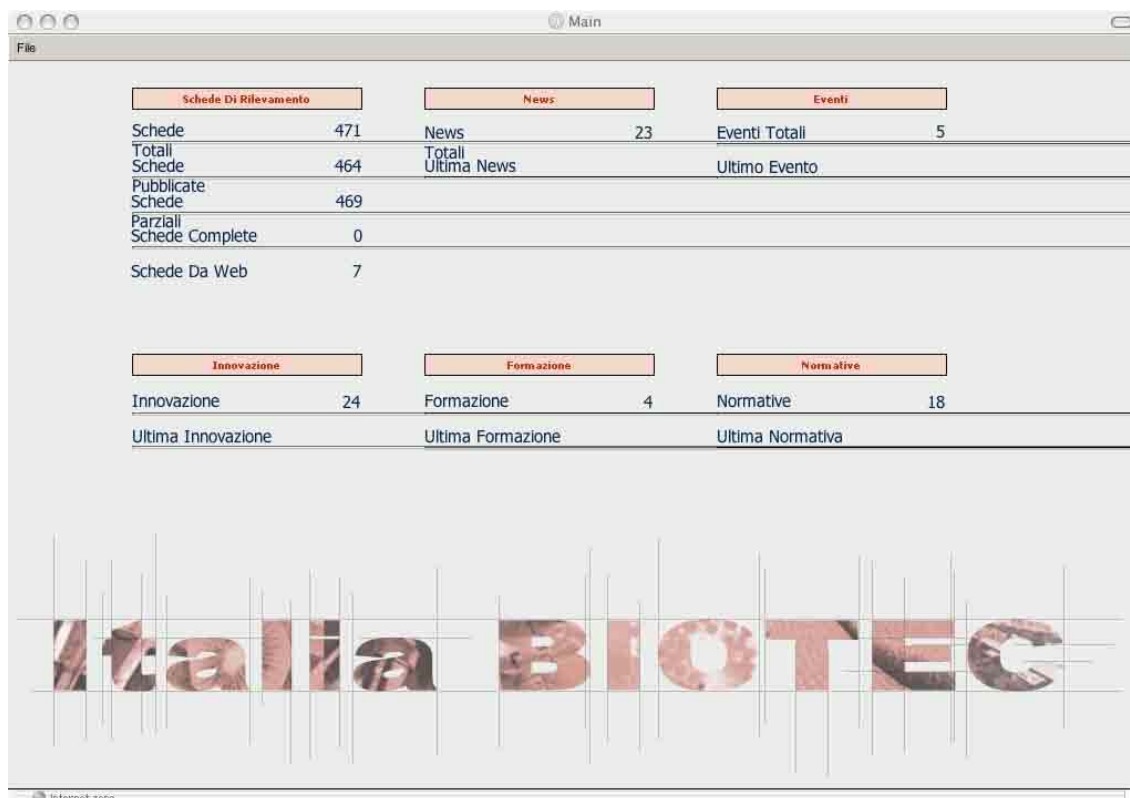 Main
File
Schede Di Rilevamento
Schede Totali 471
Schede Pubblicate 464
Schede Parziali 469
Schede Complete 0
Schede Da Web 7
News
News Totali 23
Ultima News
Eventi
Eventi Totali 5
Ultimo Evento
Innovazione
Innovazione 24
Ultima Innovazione
Formazione
Formazione 4
Ultima Formazione
Normative
Normative 18
Ultima Normativa
Italia BIOTEC
Internet zone